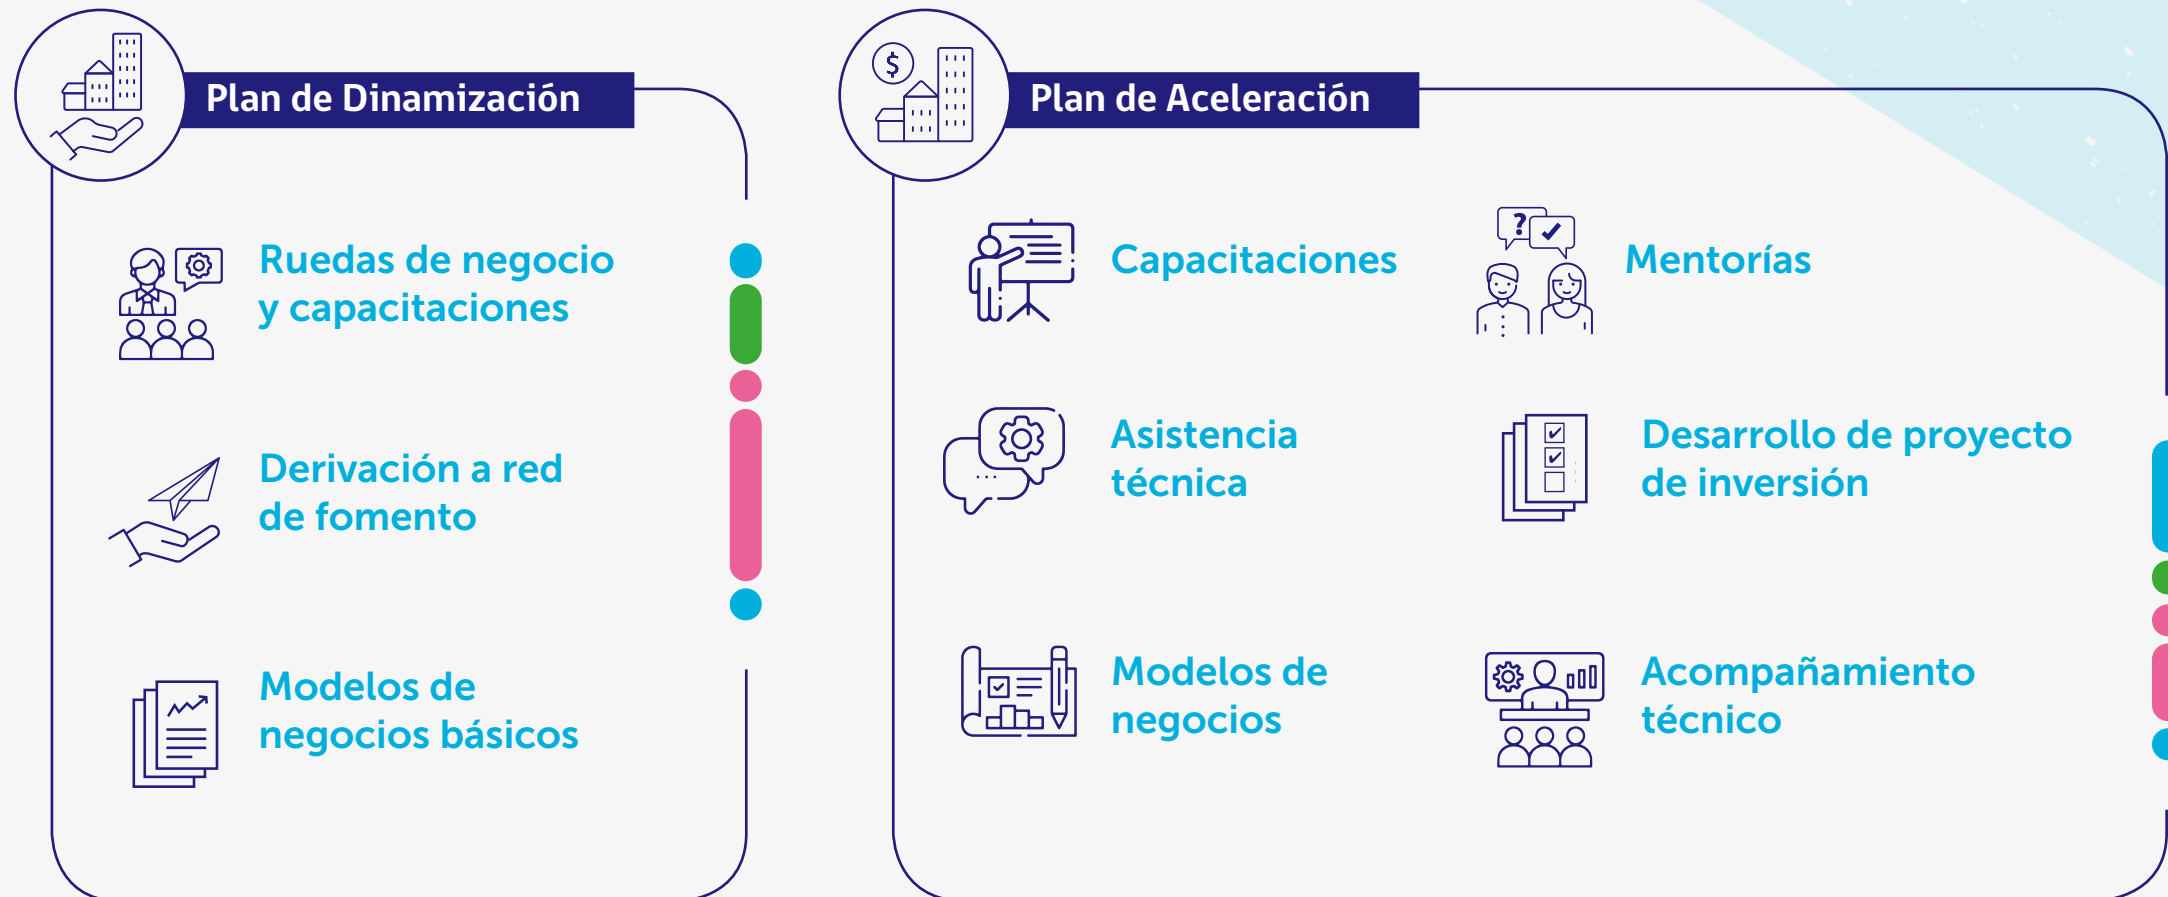 Plan de Dinamización
Ruedas de negocio
y capacitaciones
Derivación a red
de fomento
Modelos de
negocios básicos
Plan de Aceleración
$
Capacitaciones
?
Mentorías
Asistencia
técnica
Desarrollo de proyecto
de inversión
Modelos de
negocios
Acompañamiento
técnico